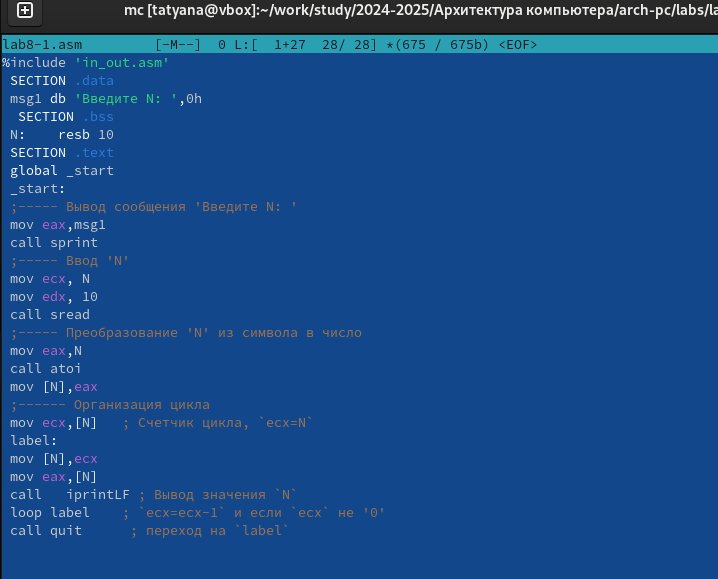 mc [tatyana@vbox]:~/work/study/2024-2025/Архитектура компьютера/arch-pc/labs/la
lab8-1.asm         [-M--]  0 L:[  1+27  28/ 28] *(675 / 675b) <EOF>
%include 'in_out.asm'
 SECTION .data
 msg1 db 'Введите N: ',0h
  SECTION .bss
 N:    resb 10
 SECTION .text
 global _start
 _start:
 ;----- Вывод сообщения 'Введите N: '
 mov eax,msg1
 call sprint
 ;----- Ввод 'N'
 mov ecx, N
 mov edx, 10
 call sread
 ;----- Преобразование 'N' из символа в число
 mov eax,N
 call atoi
 mov [N],eax
 ;------ Организация цикла
 mov ecx,[N]   ; Счетчик цикла, `ecx=N`
 label:
 mov [N],ecx
 mov eax,[N]
 call   iprintLF ; Вывод значения `N`
 loop label    ; `ecx=ecx-1` и если `ecx` не '0'
 call quit      ; переход на `label`